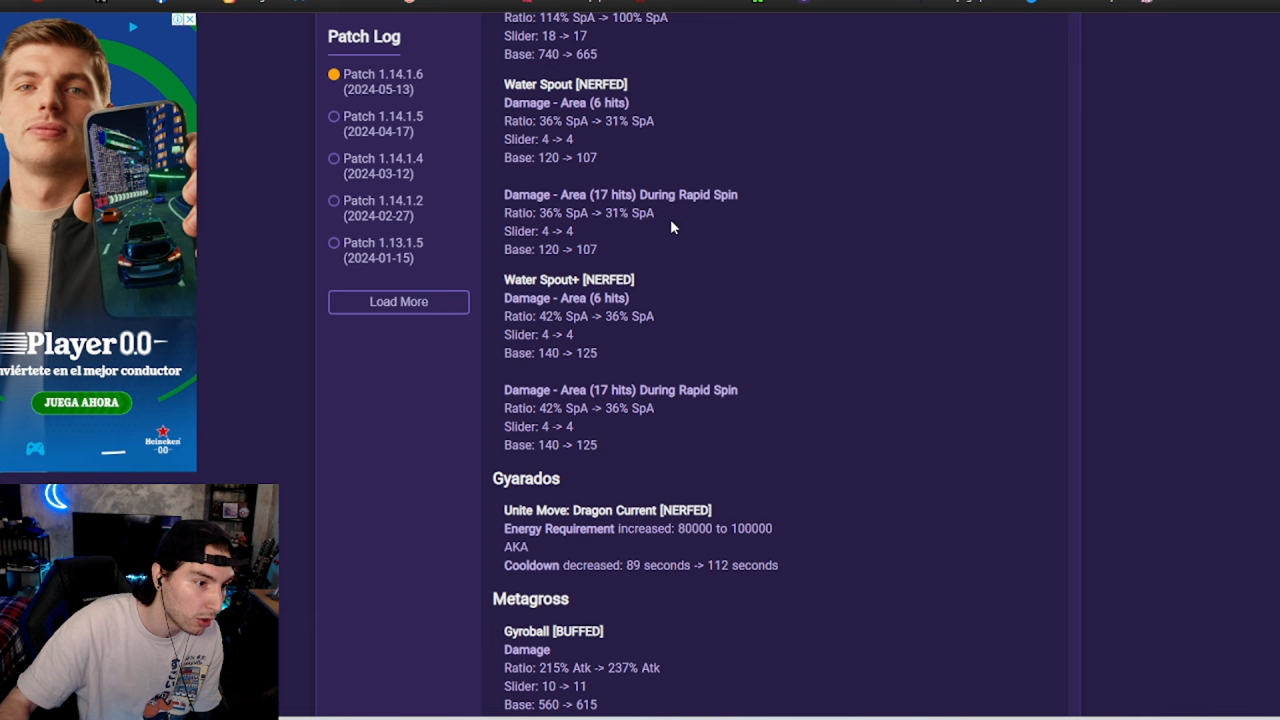 Patch Log
Patch 1.14.1.6
(2024-05-13)
Patch 1.14.1.5
(2024-04-17)
Patch 1.14.1.4
(2024-03-12)
Patch 1.14.1.2
(2024-02-27)
Patch 1.13.1.5
(2024-01-15)
Load More
Ratio: 114% SpA -> 100% SpA
Slider: 18 -> 17
Base: 740 -> 665
Water Spout [NERFED]
Damage - Area (6 hits)
Ratio: 36% SpA -> 31% SpA
Slider: 4 -> 4
Base: 120 -> 107
Damage - Area (17 hits) During Rapid Spin
Ratio: 36% SpA -> 31% SpA
Slider: 4 -> 4
Base: 120 -> 107
Water Spout+ [NERFED]
Damage - Area (6 hits)
Ratio: 42% SpA -> 36% SpA
Slider: 4 -> 4
Base: 140 -> 125
Damage - Area (17 hits) During Rapid Spin
Ratio: 42% SpA -> 36% SpA
Slider: 4 -> 4
Base: 140 -> 125
Gyarados
Unite Move: Dragon Current [NERFED]
Energy Requirement increased: 80000 to 100000
AKA
Cooldown decreased: 89 seconds -> 112 seconds
Metagross
Gyroball [BUFFED]
Damage
Ratio: 215% Atk -> 237% Atk
Slider: 10 -> 11
Base: 560 -> 615
Player 0.0
nviértete en el mejor conductor
JUEGA AHORA
Heineken
0.0